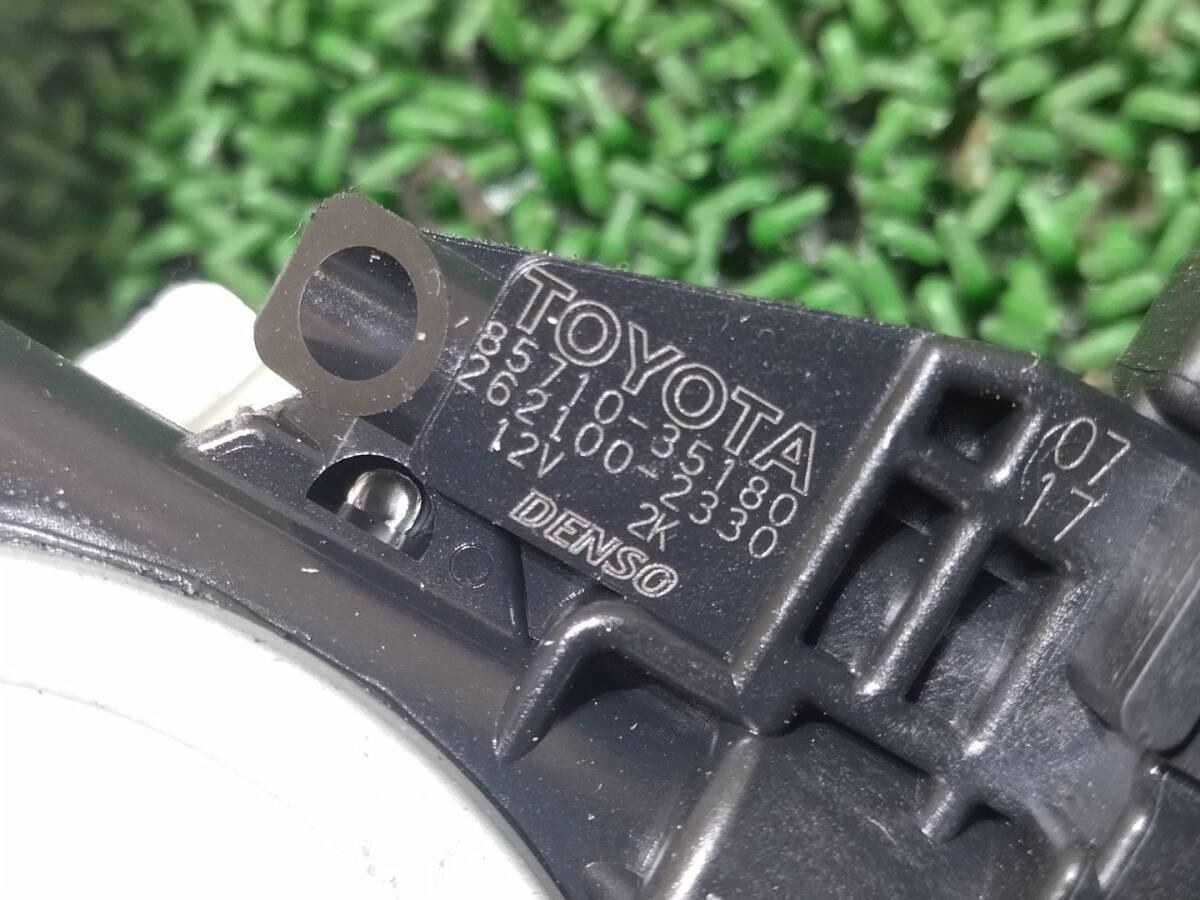 TOYOTA
85710-35180
262100-2330
12V 2K
DENSO
07
17